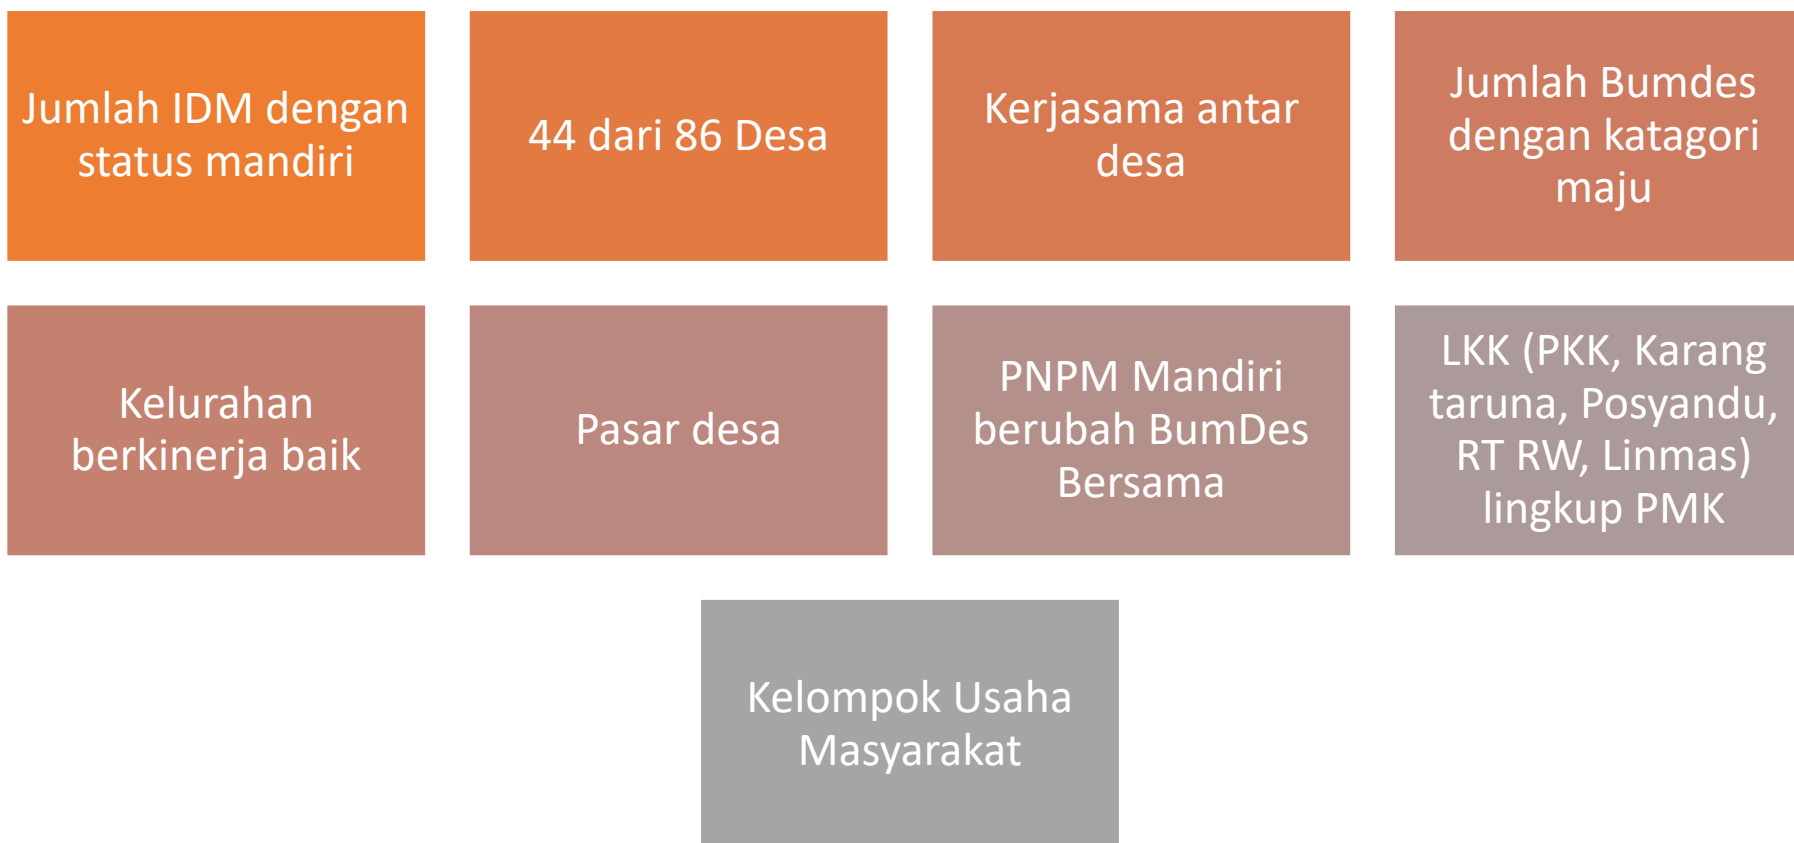 Jumlah IDM dengan
status mandiri
44 dari 86 Desa
Kerjasama antar
desa
Jumlah Bumdes
dengan katagori
maju
Kelurahan
berkinerja baik
Pasar desa
PNPM Mandiri
berubah BumDes
Bersama
LKK (PKK, Karang
taruna, Posyandu,
RT RW, Linmas)
lingkup PMK
Kelompok Usaha
Masyarakat